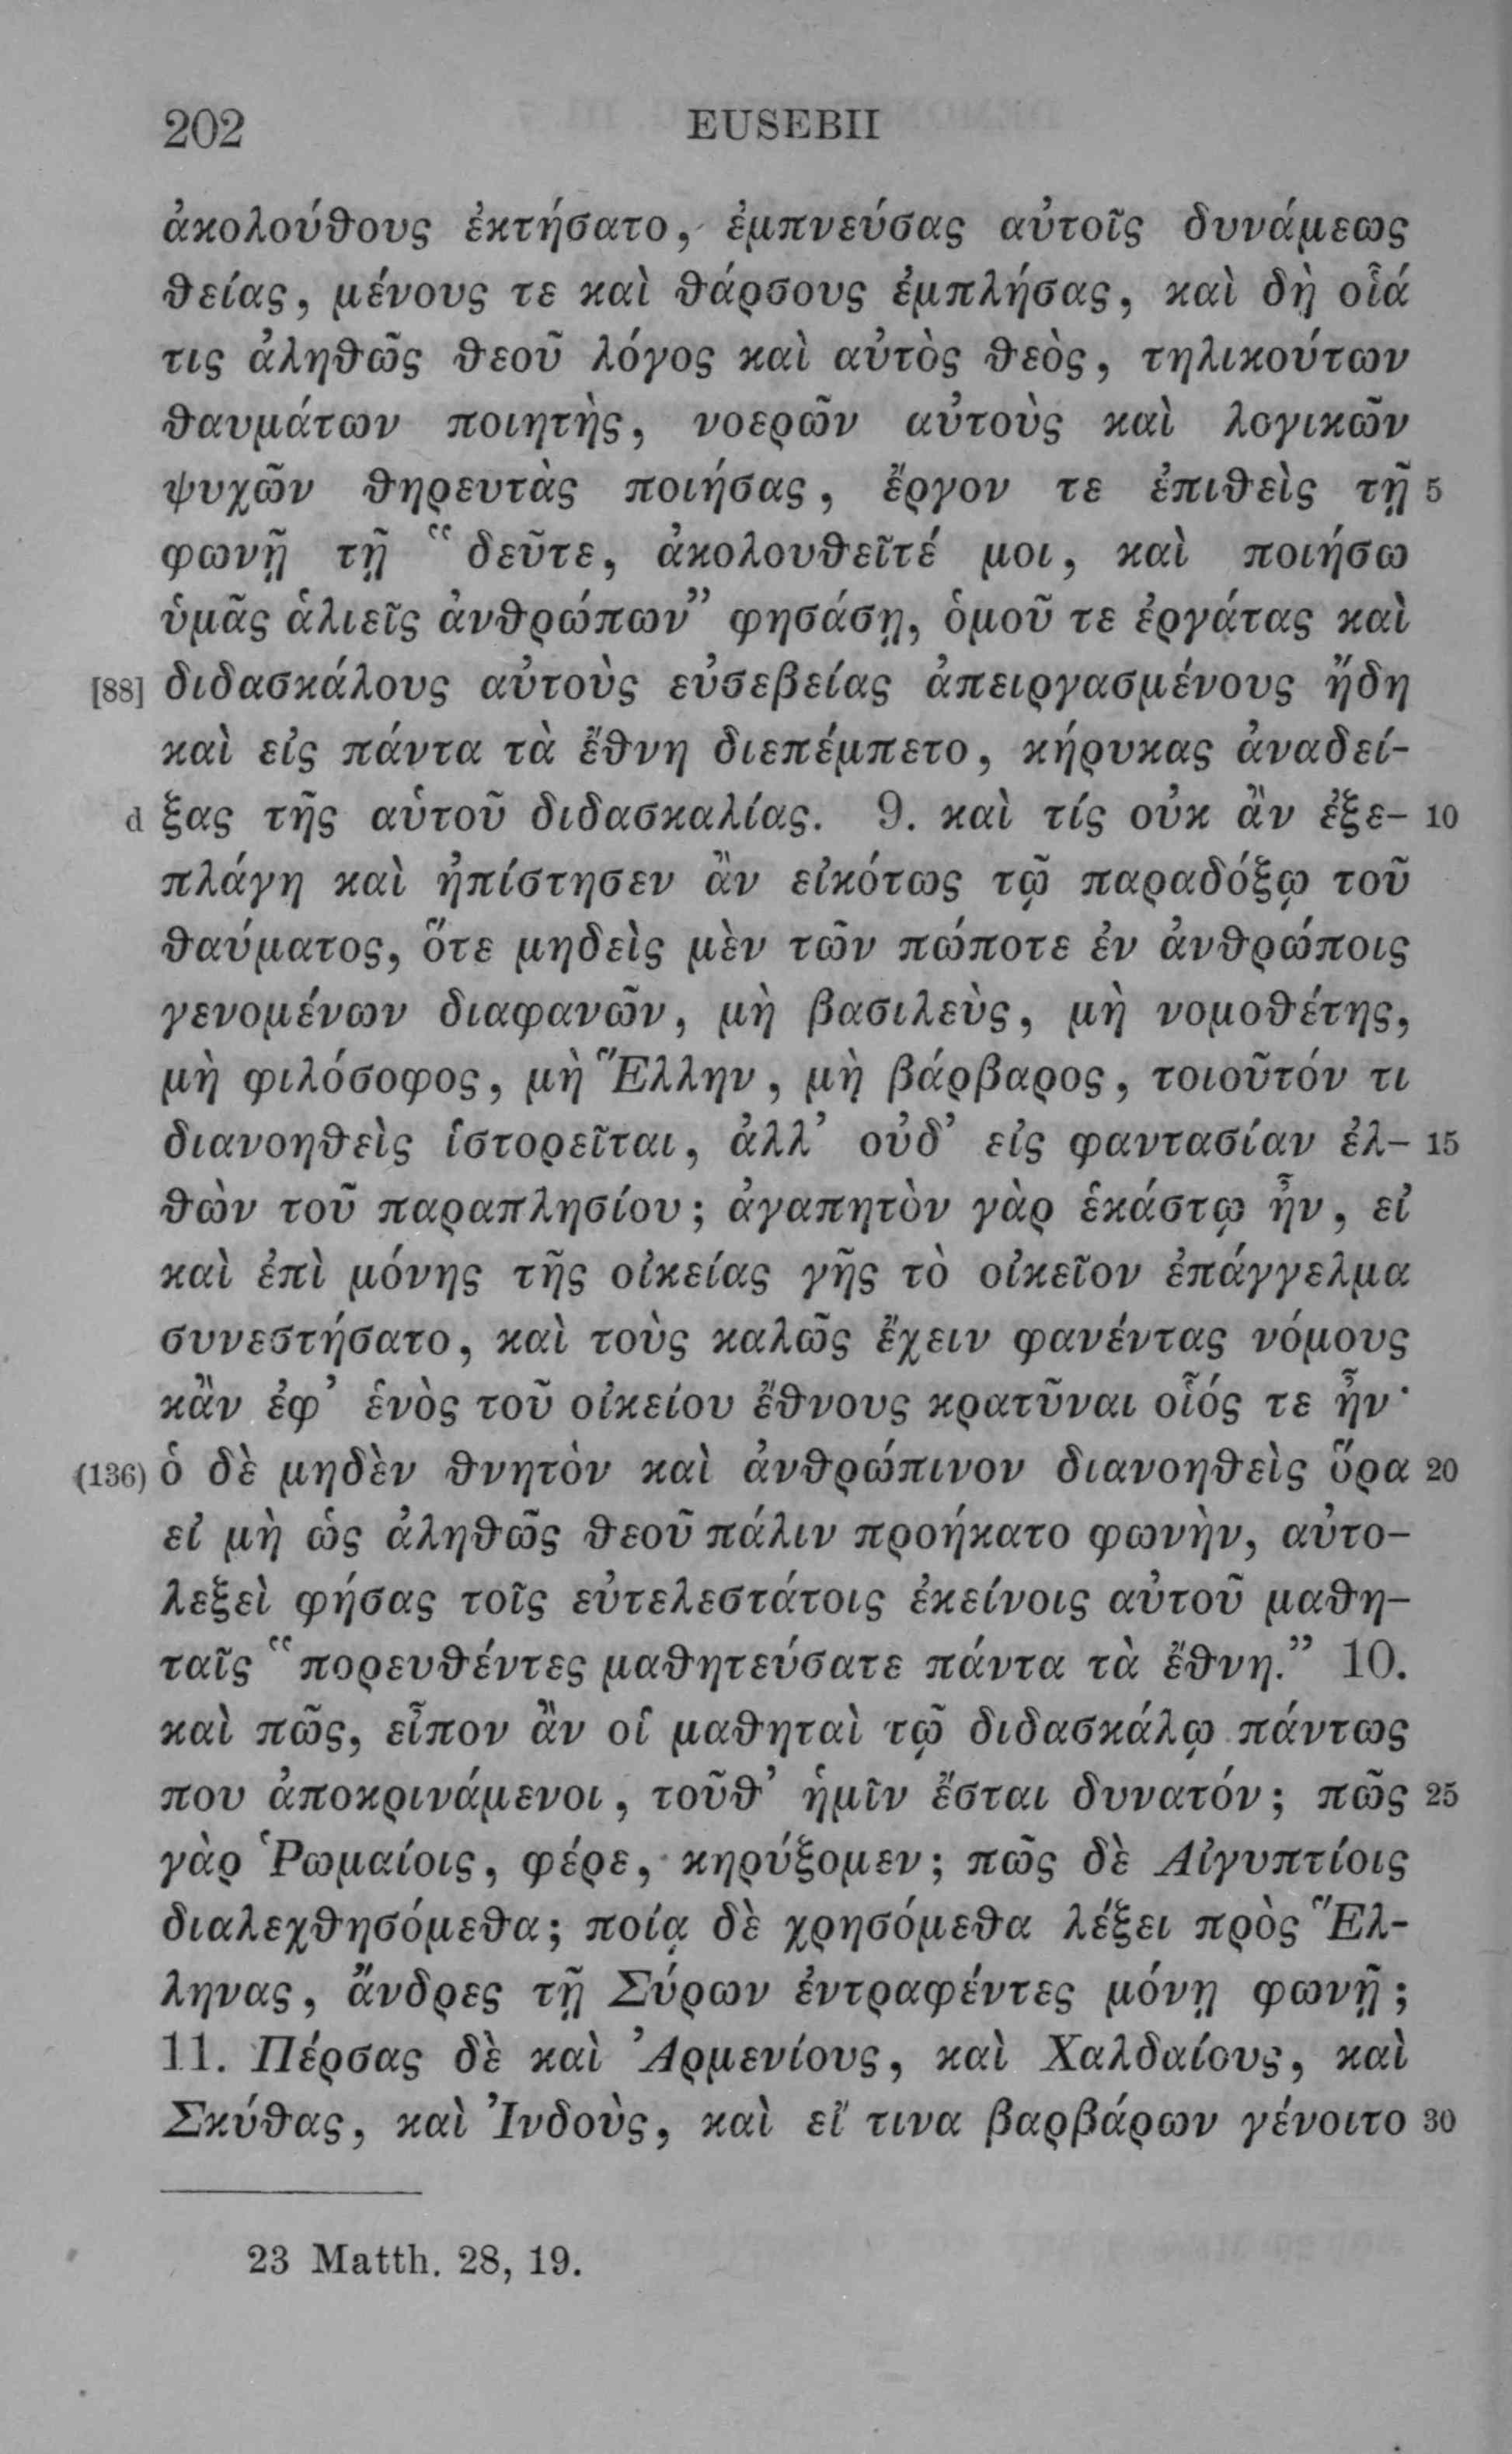 202 EUSEBII
ἀκολούθους ἐκτήσατο, ἐμπνεύσας αὐτοῖς δυνάμεως
θείας, μένους τε καὶ θάρσους ἐμπλήσας, καὶ δὴ οἷά
τις ἀληθῶς θεοῦ λόγος καὶ αὐτὸς θεὸς, τηλικούτων
θαυμάτων ποιητὴς, νοερῶν αὐτοὺς καὶ λογικῶν
ψυχῶν θηρευτὰς ποιήσας, ἔργον τε ἐπιθεὶς τῇ 5
φωνῇ τῇ “δεῦτε, ἀκολουθεῖτέ μοι, καὶ ποιήσω
ὑμᾶς ἁλιεῖς ἀνθρώπων” φησάσῃ, ὁμοῦ τε ἐργάτας καὶ
[88] διδασκάλους αὐτοὺς εὐσεβείας ἀπειργασμένους ἤδη
καὶ εἰς πάντα τὰ ἔθνη διεπέμπετο, κήρυκας ἀναδεί-
d ξας τῆς αὑτοῦ διδασκαλίας. 9. καὶ τίς οὐκ ἂν ἐξε- 10
πλάγη καὶ ἠπίστησεν ἂν εἰκότως τῷ παραδόξῳ τοῦ
θαύματος, ὅτε μηδεὶς μὲν τῶν πώποτε ἐν ἀνθρώποις
γενομένων διαφανῶν, μὴ βασιλεὺς, μὴ νομοθέτης,
μὴ φιλόσοφος, μὴ Ἕλλην, μὴ βάρβαρος, τοιοῦτόν τι
διανοηθεὶς ἱστορεῖται, ἀλλ’ οὐδ’ εἰς φαντασίαν ἐλ- 15
θὼν τοῦ παραπλησίου; ἀγαπητὸν γὰρ ἑκάστῳ ἦν, εἰ
καὶ ἐπὶ μόνης τῆς οἰκείας γῆς τὸ οἰκεῖον ἐπάγγελμα
συνεστήσατο, καὶ τοὺς καλῶς ἔχειν φανέντας νόμους
κἂν ἐφ’ ἑνὸς τοῦ οἰκείου ἔθνους κρατῦναι οἷός τε ἦν·
(136) ὁ δὲ μηδὲν θνητὸν καὶ ἀνθρώπινον διανοηθεὶς ὅρα 20
εἰ μὴ ὡς ἀληθῶς θεοῦ πάλιν προήκατο φωνὴν, αὐτο-
λεξεὶ φήσας τοῖς εὐτελεστάτοις ἐκείνοις αὐτοῦ μαθη-
ταῖς “πορευθέντες μαθητεύσατε πάντα τὰ ἔθνη.” 10.
καὶ πῶς, εἶπον ἂν οἱ μαθηταὶ τῷ διδασκάλῳ πάντως
που ἀποκρινάμενοι, τοῦθ’ ἡμῖν ἔσται δυνατόν; πῶς 25
γὰρ Ῥωμαίοις, φέρε, κηρύξομεν; πῶς δὲ Αἰγυπτίοις
διαλεχθησόμεθα; ποίᾳ δὲ χρησόμεθα λέξει πρὸς Ἕλ-
ληνας, ἄνδρες τῇ Σύρων ἐντραφέντες μόνῃ φωνῇ;
11. Πέρσας δὲ καὶ Ἀρμενίους, καὶ Χαλδαίους, καὶ
Σκύθας, καὶ Ἰνδοὺς, καὶ εἴ τινα βαρβάρων γένοιτο 30
23 Matth. 28, 19.